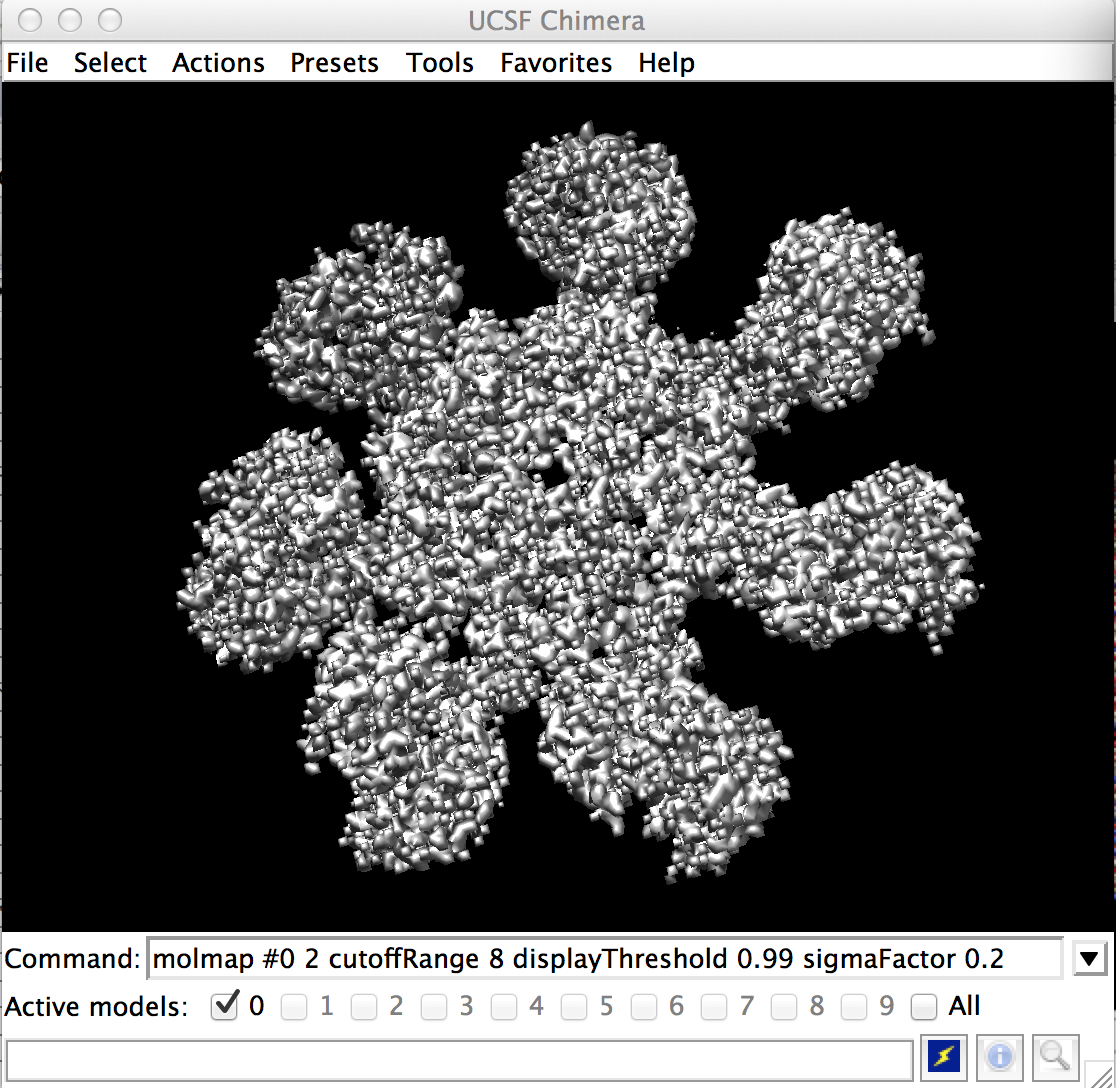 UCSF Chimera
File Select Actions Presets Tools Favorites Help
Command: molmap #0 2 cutoffRange 8 displayThreshold 0.99 sigmaFactor 0.2
Active models: 0 1 2 3 4 5 6 7 8 9 All